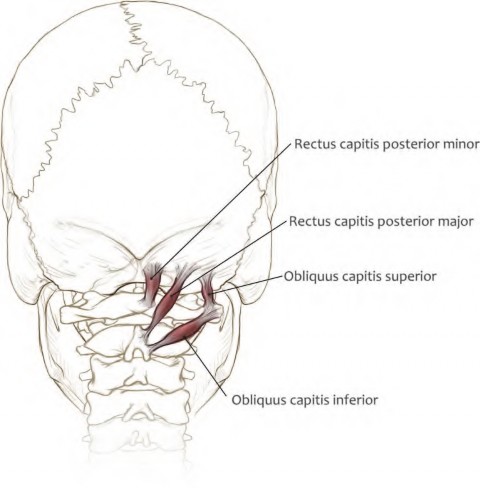 Rectus capitis posterior minor
Rectus capitis posterior major
Obliquus capitis superior
Obliquus capitis inferior